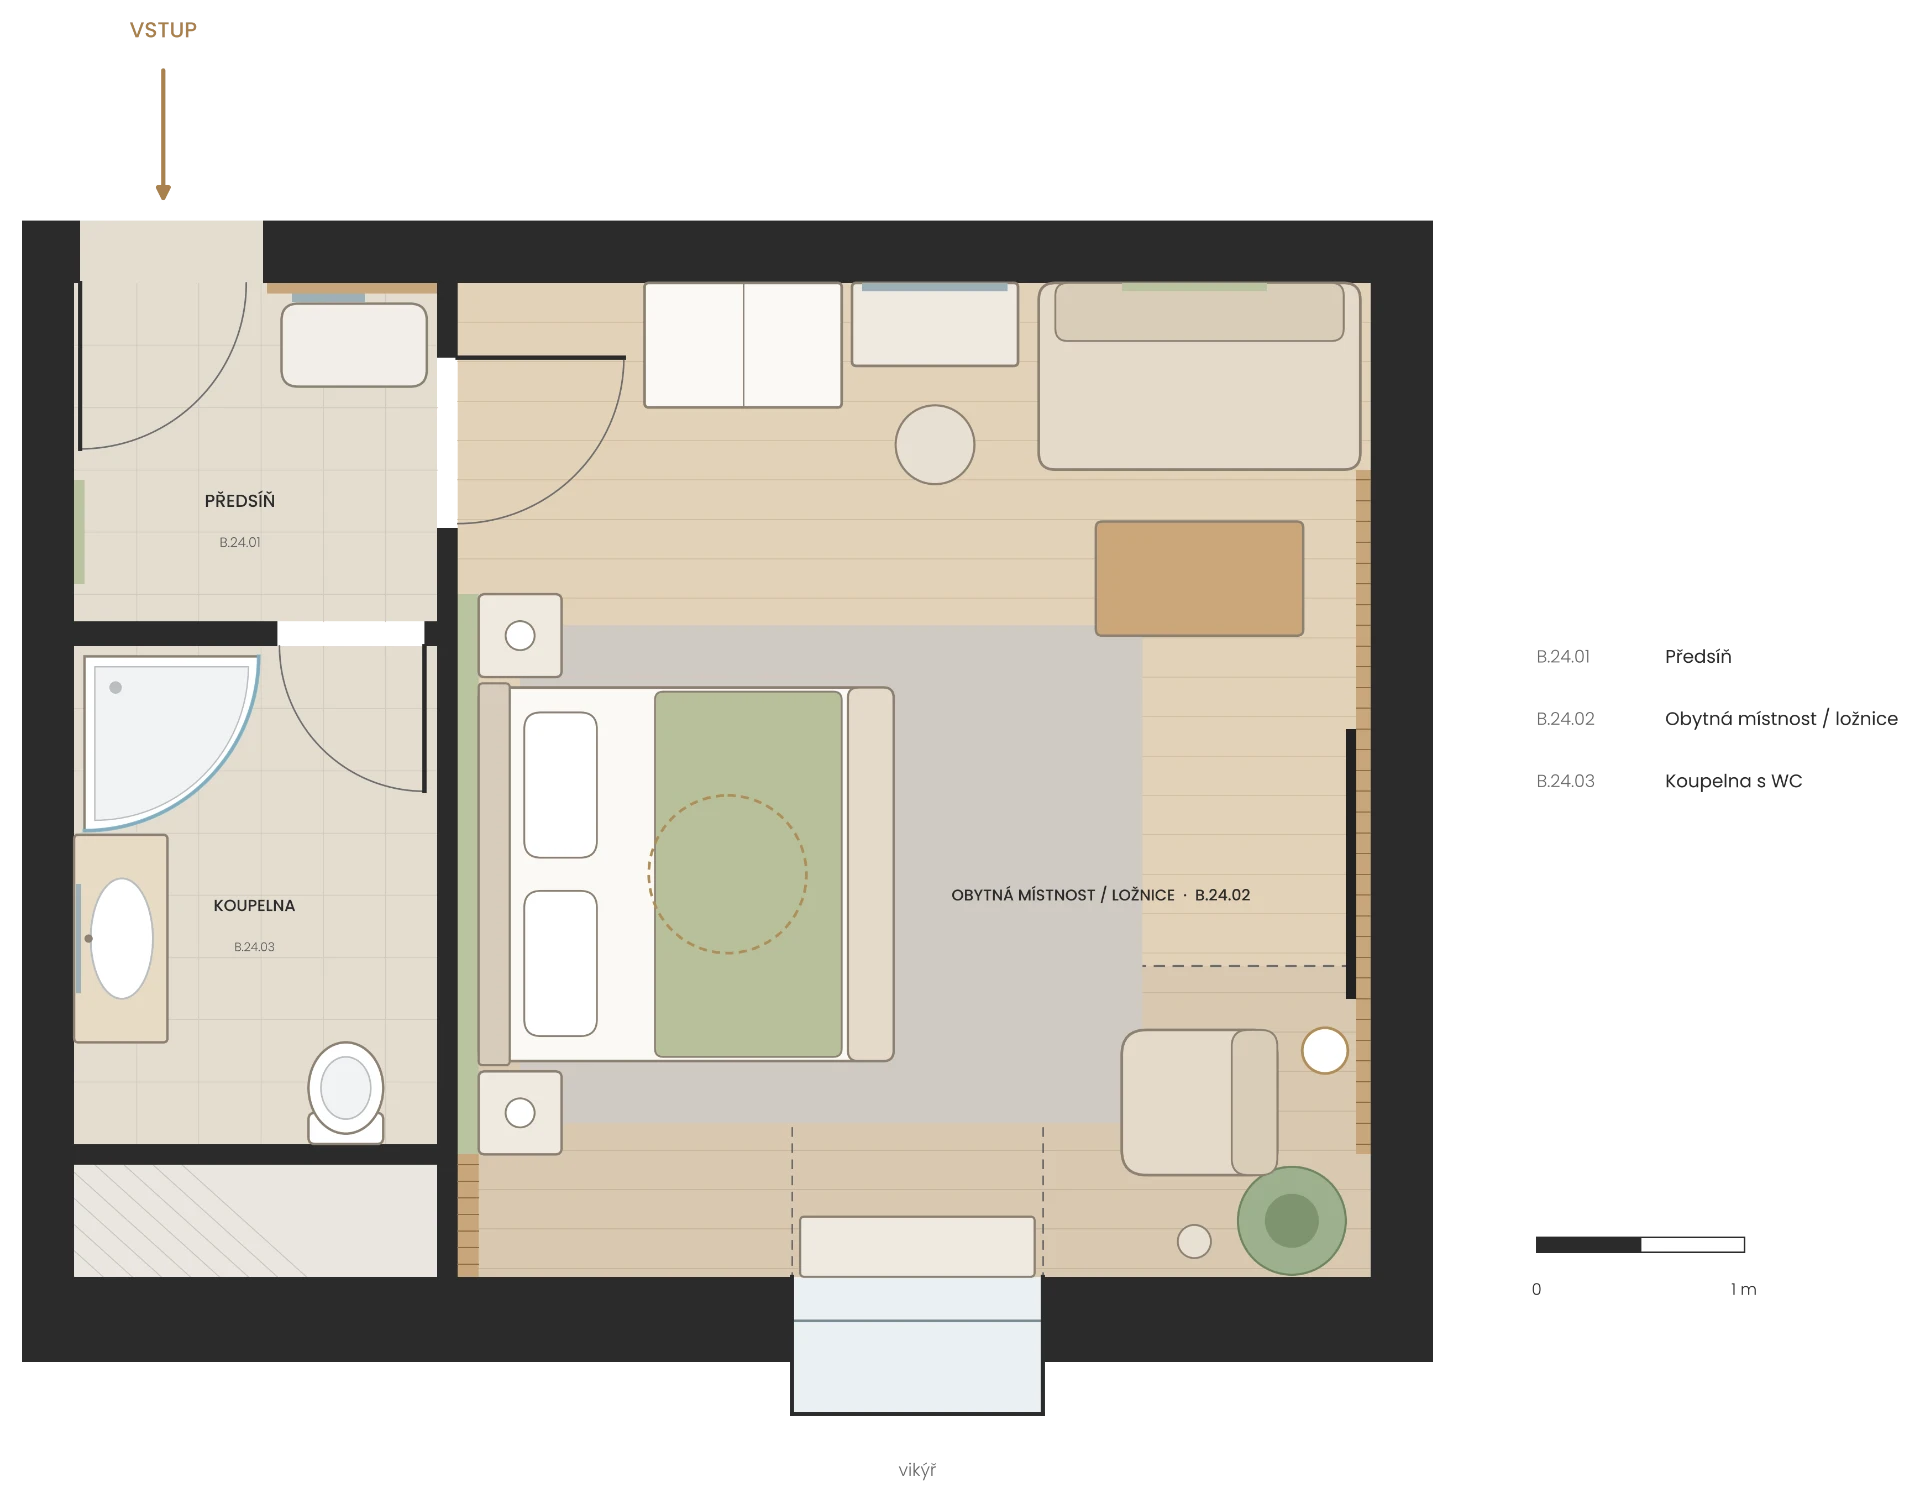 VSTUP
PŘEDSÍŇ
B.24.01
KOUPELNA
B.24.03
OBYTNÁ MÍSTNOST / LOŽNICE · B.24.02
B.24.01 Předsíň
B.24.02 Obytná místnost / ložnice
B.24.03 Koupelna s WC
0 1 m
vikýř